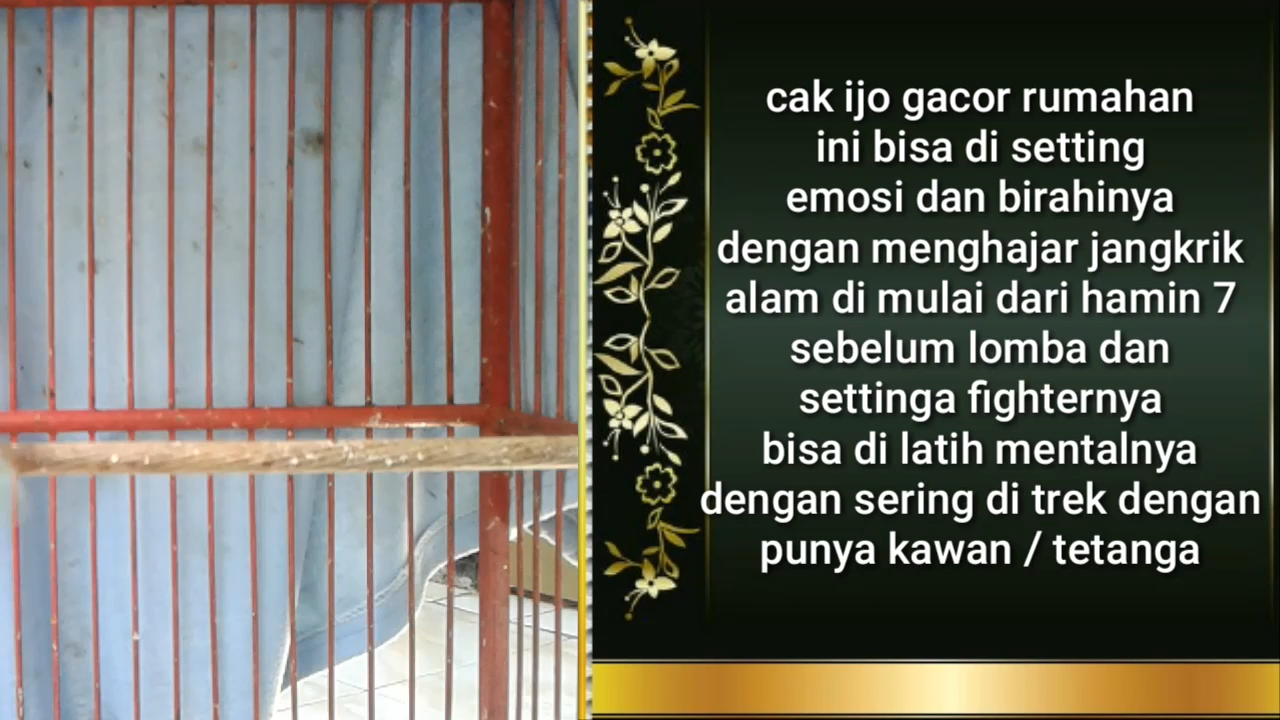 cak ijo gacor rumahan
ini bisa di setting
emosi dan birahinya
dengan menghajar jangkrik
alam di mulai dari hamin 7
sebelum lomba dan
settinga fighternya
bisa di latih mentalnya
dengan sering di trek dengan
punya kawan / tetanga